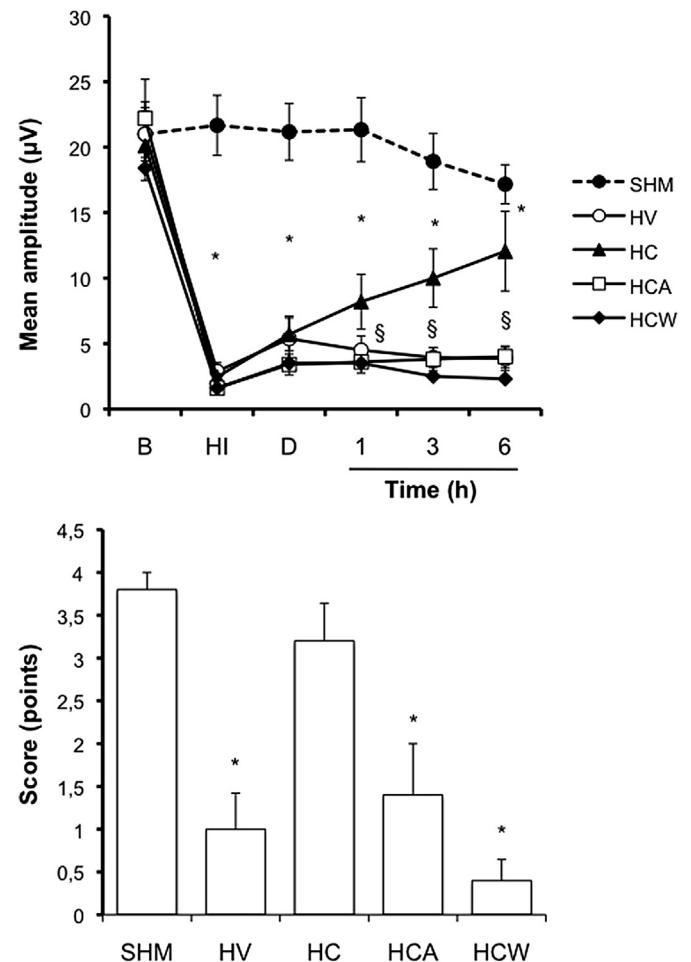 30
25
20
15
10
5
0
Mean amplitude (µV)
* * * * *
§ § §
B HI D 1 3 6
Time (h)
SHM
HV
HC
HCA
HCW
4,5
4
3,5
3
2,5
2
1,5
1
0,5
0
Score (points)
* * *
SHM HV HC HCA HCW